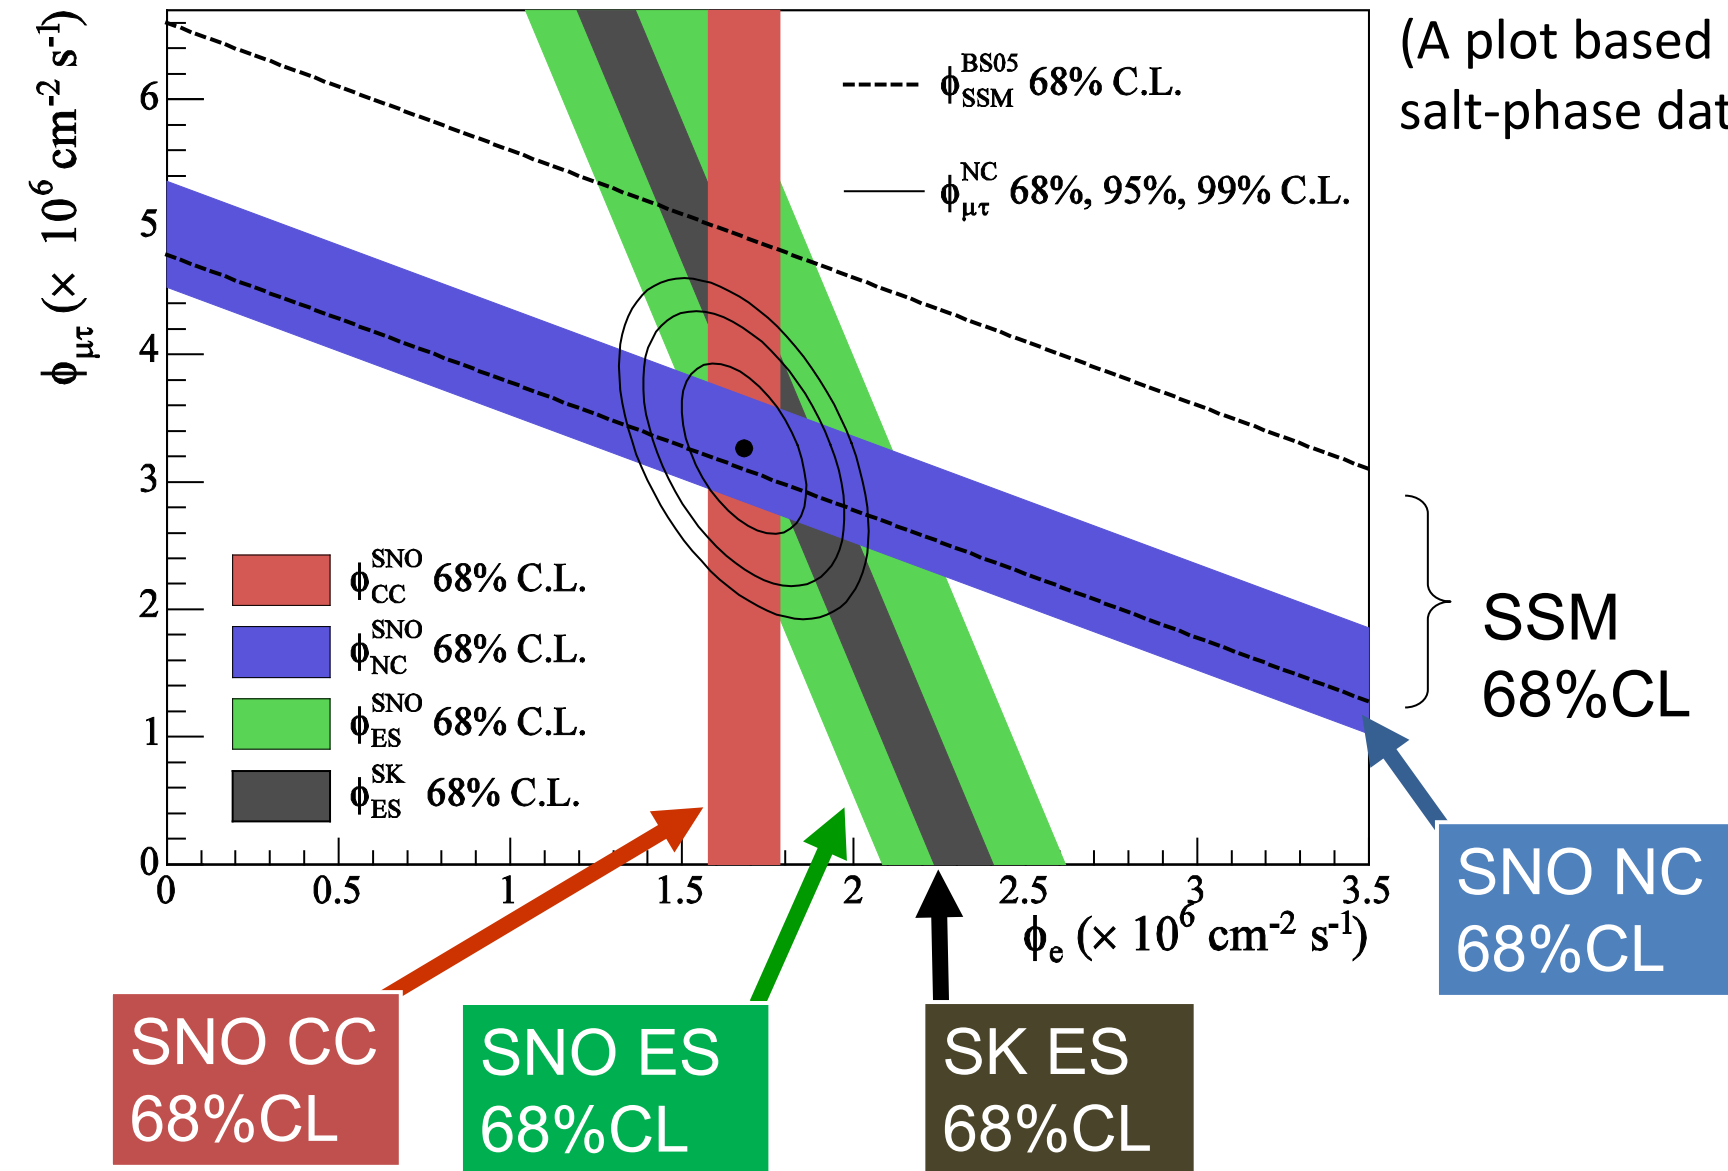 (A plot based
salt-phase dat
ϕ_SSM^BS05 68% C.L.
ϕ_μτ^NC 68%, 95%, 99% C.L.
ϕ_μτ (× 10^6 cm^-2 s^-1)
6
5
4
3
2
1
0
ϕ_CC^SNO 68% C.L.
ϕ_NC^SNO 68% C.L.
ϕ_ES^SNO 68% C.L.
ϕ_ES^SK 68% C.L.
SSM
68%CL
0 0.5 1 1.5 2 2.5 3 3.5
ϕ_e (× 10^6 cm^-2 s^-1)
SNO NC
68%CL
SNO CC
68%CL
SNO ES
68%CL
SK ES
68%CL